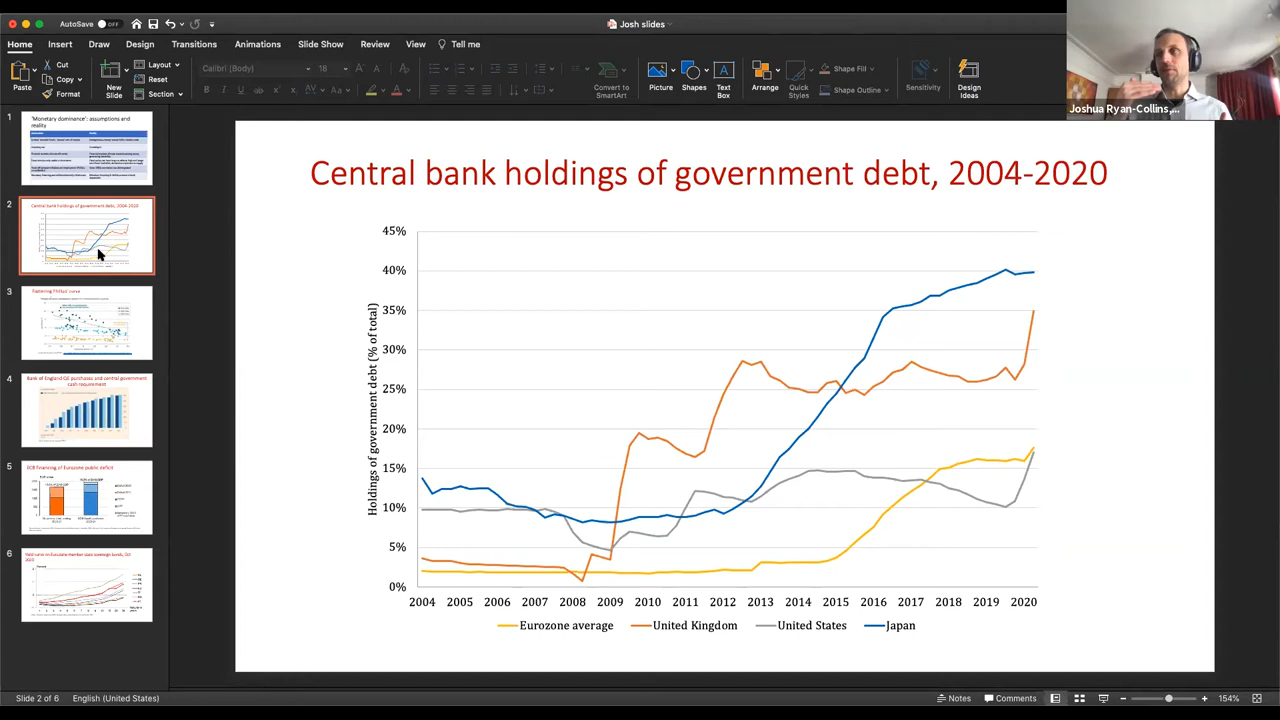 AutoSave OFF
Josh slides
Home Insert Draw Design Transitions Animations Slide Show Review View Tell me
Paste
Cut
Copy
Format
New Slide
Layout
Reset
Section
Calibri (Body) 18
Convert to SmartArt
Picture
Shapes
Text Box
Arrange
Quick Styles
Shape Fill
Shape Outline
Sensitivity
Design Ideas
Joshua Ryan-Collins,...
1
'Monetary dominance': assumptions and reality
2
Central bank holdings of government debt, 2004-2020
3
4
Bank of England QE purchases and central government cash requirement
5
ECB Financing of Eurozone public deficit
6
Central bank holdings of government debt, 2004-2020
Holdings of government debt (% of total)
45%
40%
35%
30%
25%
20%
15%
10%
5%
0%
2004 2005 2006 2007 2008 2009 2010 2011 2012 2013 2014 2015 2016 2017 2018 2019 2020
Eurozone average United Kingdom United States Japan
Slide 2 of 6 English (United States)
Notes Comments 154%